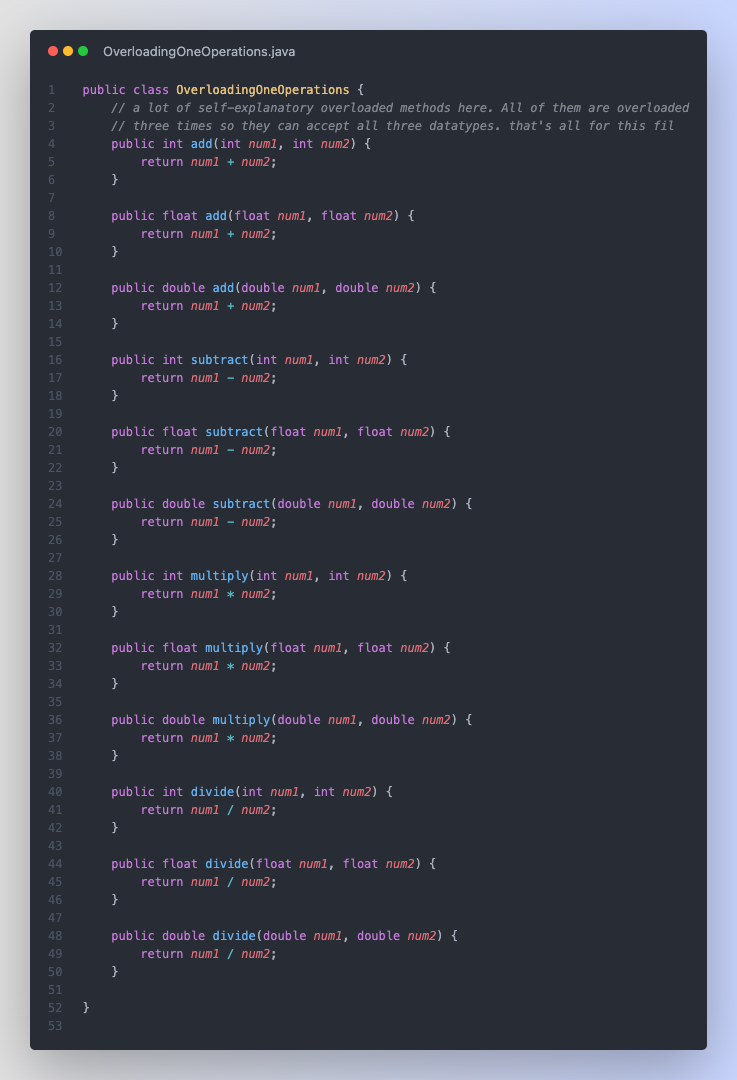 OverloadingOneOperations.java
1 public class OverloadingOneOperations {
2 // a lot of self-explanatory overloaded methods here. All of them are overloaded
3 // three times so they can accept all three datatypes. that's all for this fil
4 public int add(int num1, int num2) {
5 return num1 + num2;
6 }
7
8 public float add(float num1, float num2) {
9 return num1 + num2;
10 }
11
12 public double add(double num1, double num2) {
13 return num1 + num2;
14 }
15
16 public int subtract(int num1, int num2) {
17 return num1 - num2;
18 }
19
20 public float subtract(float num1, float num2) {
21 return num1 - num2;
22 }
23
24 public double subtract(double num1, double num2) {
25 return num1 - num2;
26 }
27
28 public int multiply(int num1, int num2) {
29 return num1 * num2;
30 }
31
32 public float multiply(float num1, float num2) {
33 return num1 * num2;
34 }
35
36 public double multiply(double num1, double num2) {
37 return num1 * num2;
38 }
39
40 public int divide(int num1, int num2) {
41 return num1 / num2;
42 }
43
44 public float divide(float num1, float num2) {
45 return num1 / num2;
46 }
47
48 public double divide(double num1, double num2) {
49 return num1 / num2;
50 }
51
52 }
53